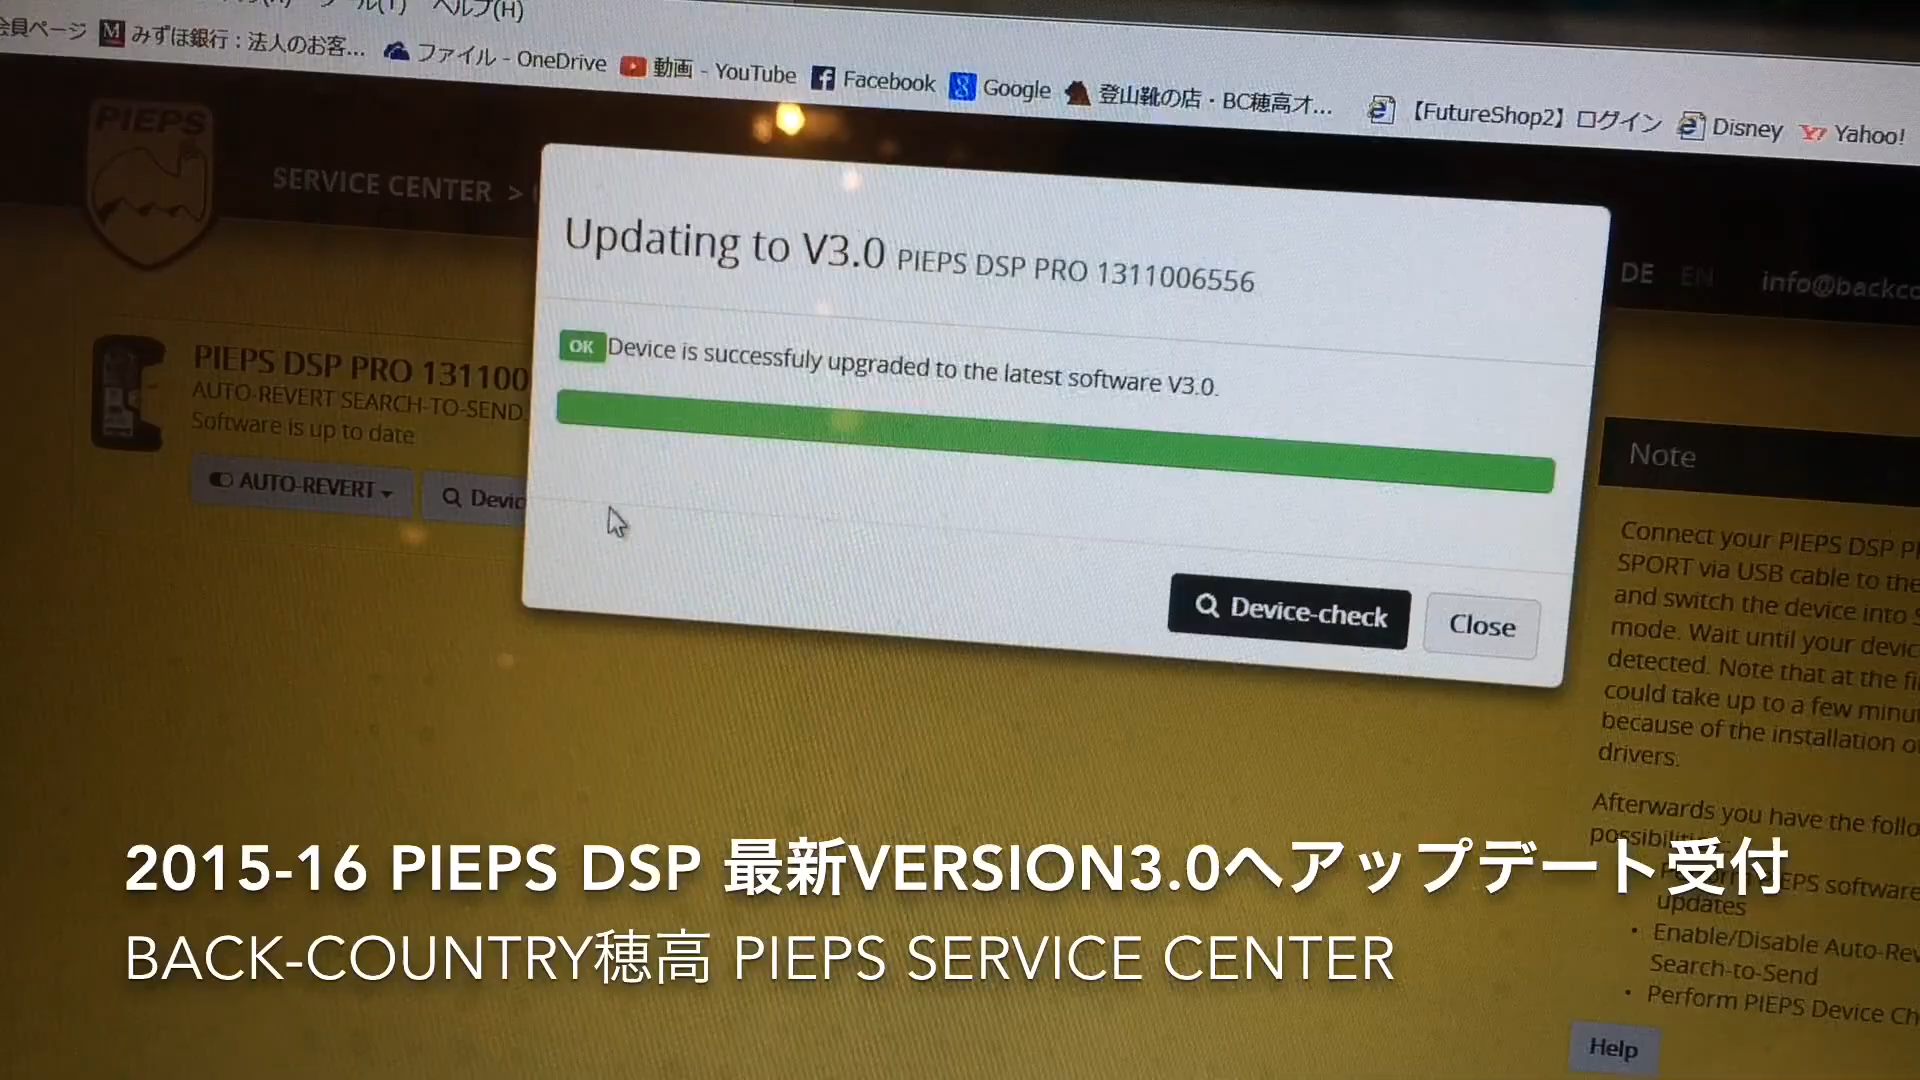 ヘルプ(H)
会員ページ みずほ銀行：法人のお客... ファイル - OneDrive 動画 - YouTube Facebook Google 登山靴の店・BC穂高オ... 【FutureShop2】ログイン Disney Yahoo!
PIEPS
SERVICE CENTER >
DE EN info@backco
Updating to V3.0 PIEPS DSP PRO 1311006556
OK Device is successfuly upgraded to the latest software V3.0.
Device-check Close
PIEPS DSP PRO 131100
AUTO-REVERT SEARCH-TO-SEND
Software is up to date
AUTO-REVERT Devic
Note
Connect your PIEPS DSP P
SPORT via USB cable to the
and switch the device into S
mode. Wait until your devic
detected. Note that at the fi
could take up to a few minu
because of the installation o
drivers.
Afterwards you have the follo
EPS software
updates
• Enable/Disable Auto-Rev
Search-to-Send
• Perform PIEPS Device Ch
Help
2015-16 PIEPS DSP 最新VERSION3.0へアップデート受付
BACK-COUNTRY穂高 PIEPS SERVICE CENTER